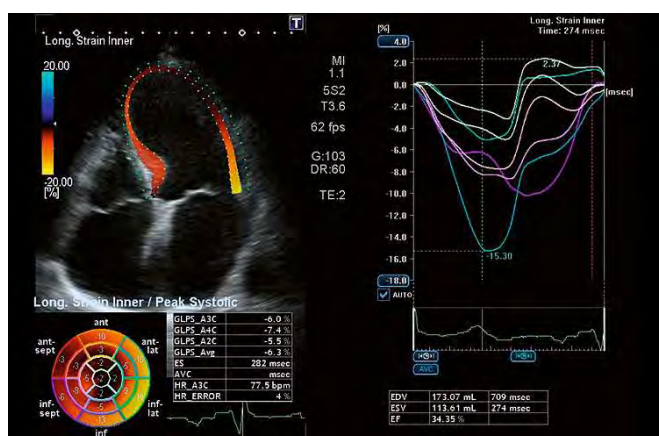 T
Long. Strain Inner
20.00
-20.00
[%]
MI
1.1
5S2
T3.6
62 fps
G:103
DR:60
TE:2
Long. Strain Inner
Time: 274 msec
[%]
4.0
2.0
0.0
-2.0
-4.0
-6.0
-8.0
-10.0
-12.0
-14.0
-16.0
-18.0
2.37
-15.30
[msec]
AUTO
AVC
Long. Strain Inner / Peak Systolic
ant
ant-sept
ant-lat
inf-sept
inf-lat
inf
GLPS_A3C -6.0 %
GLPS_A4C -7.4 %
GLPS_A2C -5.5 %
GLPS_Avg -6.3 %
ES 282 msec
AVC msec
HR_A3C 77.5 bpm
HR_ERROR 4 %
EDV 173.07 mL 709 msec
ESV 113.61 mL 274 msec
EF 34.35 %